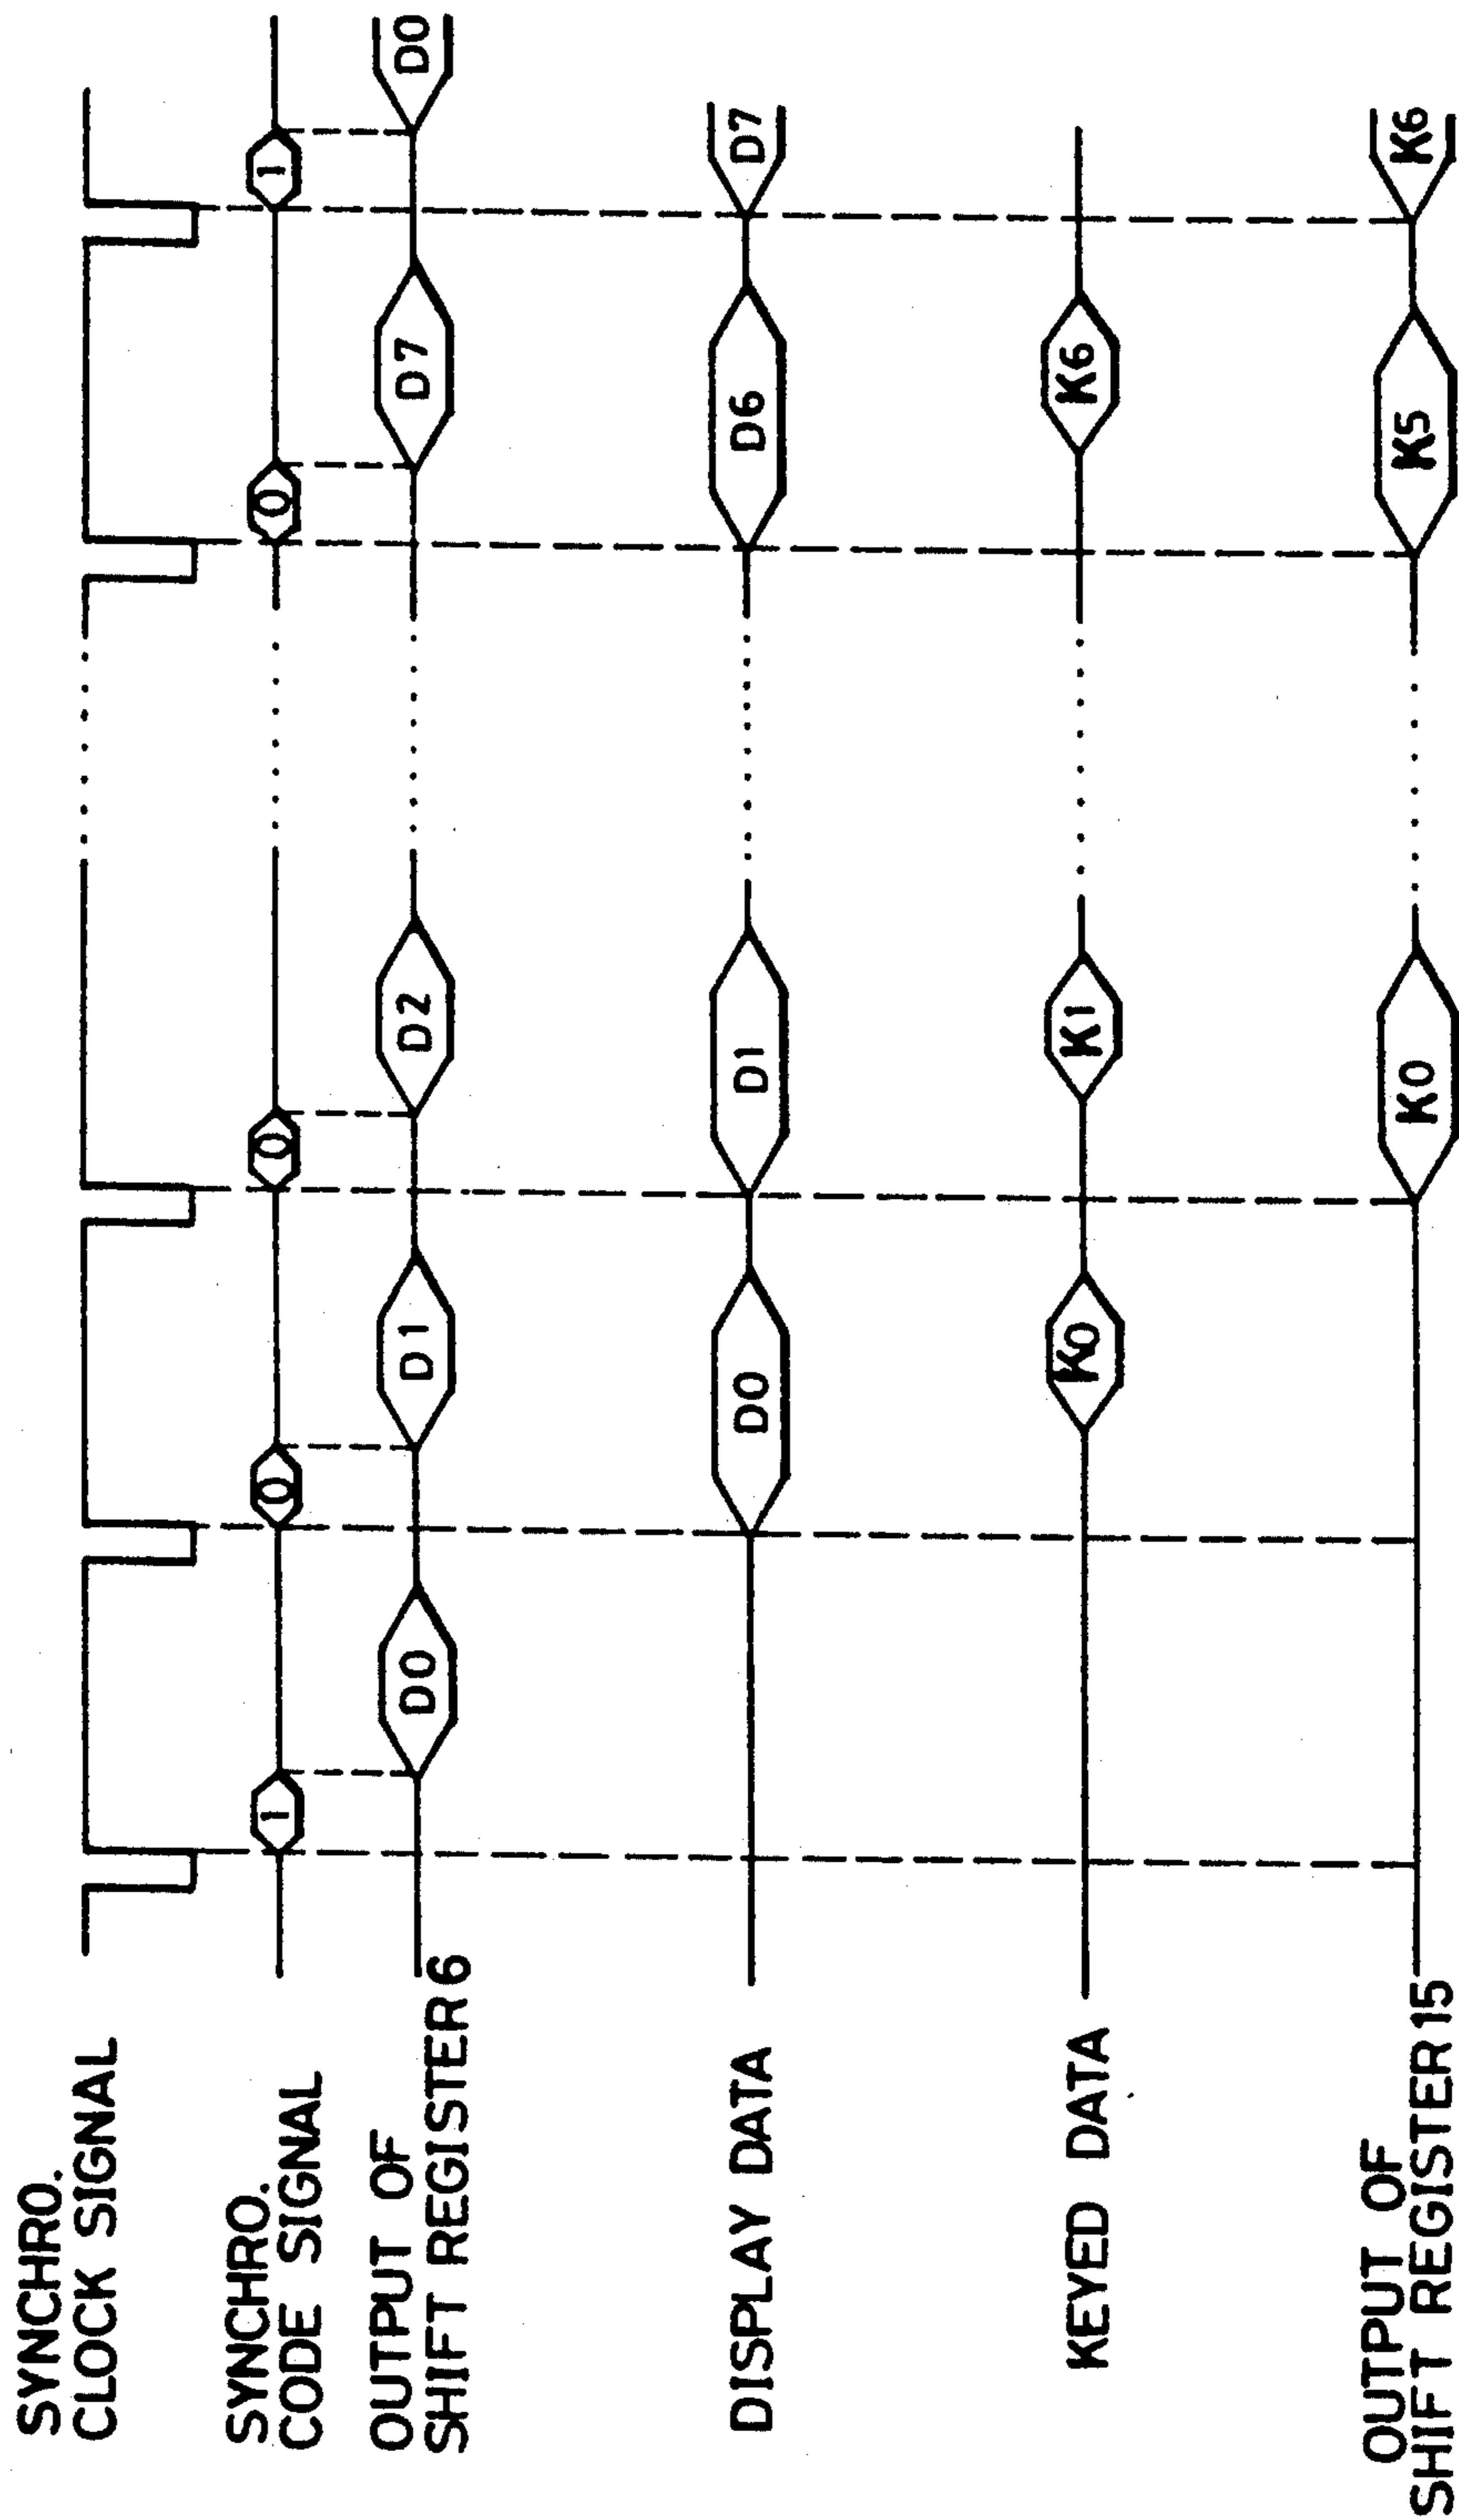 SYNCHRO.
CLOCK SIGNAL
SYNCHRO.
CODE SIGNAL
1 0 0 0 1
OUTPUT OF
SHIFT REGISTER 6
D0 D1 D2 D7 D0
DISPLAY DATA
D0 D1 D6 D7
KEYED DATA
K0 K1 K6
OUTPUT OF
SHIFT REGISTER 15
K0 K5 K6